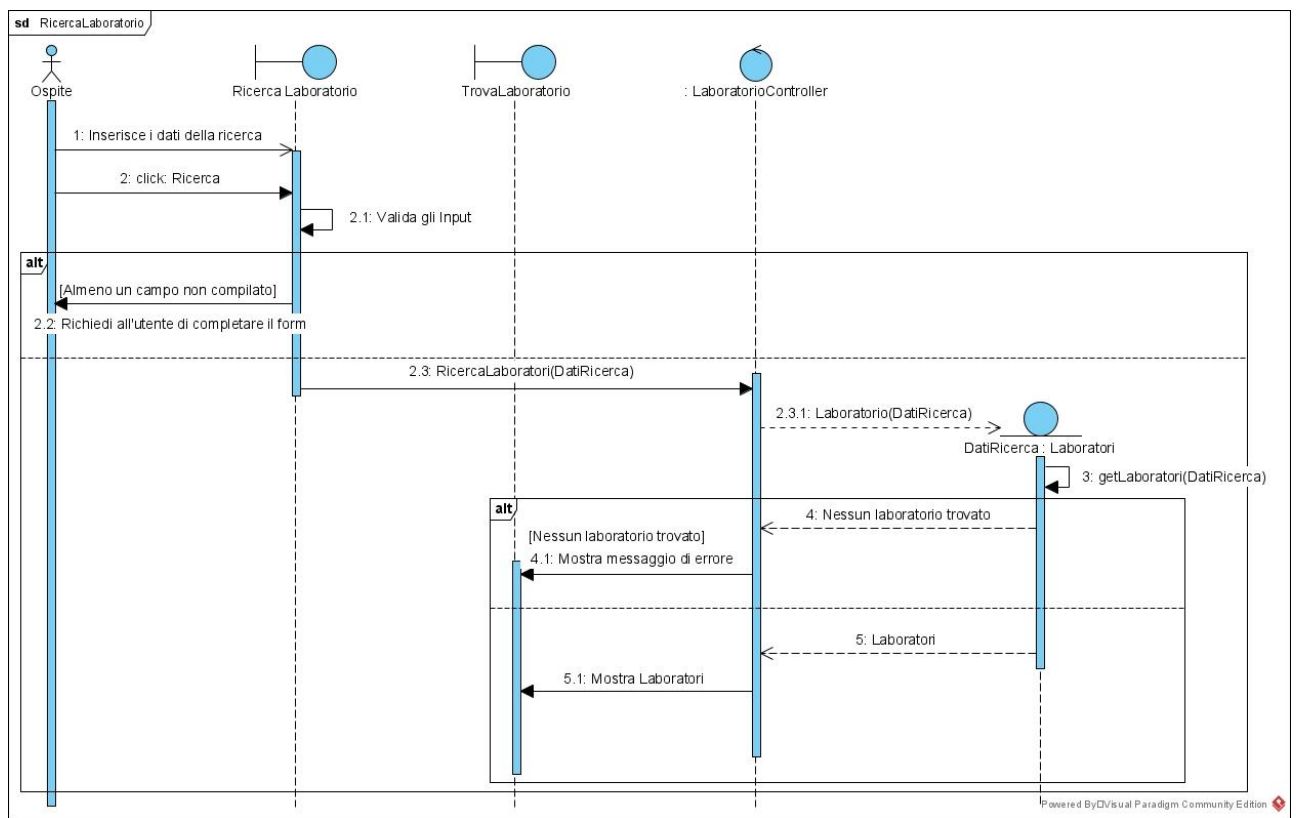 sd RicercaLaboratorio
Ospite
Ricerca Laboratorio
TrovaLaboratorio
: LaboratorioController
1: Inserisce i dati della ricerca
2: click: Ricerca
2.1: Valida gli Input
alt
[Almeno un campo non compilato]
2.2: Richiedi all'utente di completare il form
2.3: RicercaLaboratori(DatiRicerca)
2.3.1: Laboratorio(DatiRicerca)
DatiRicerca : Laboratori
3: getLaboratori(DatiRicerca)
alt
4: Nessun laboratorio trovato
[Nessun laboratorio trovato]
4.1: Mostra messaggio di errore
5: Laboratori
5.1: Mostra Laboratori
Powered By Visual Paradigm Community Edition